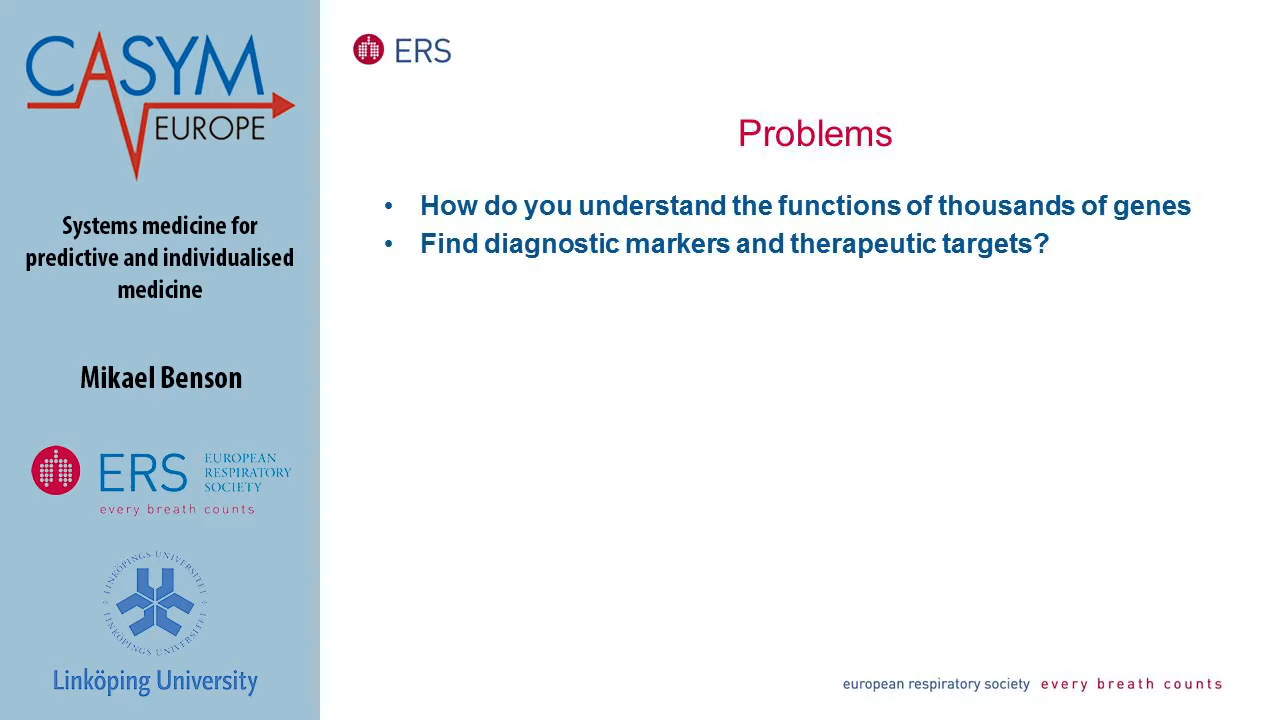 CASYM
EUROPE
Systems medicine for
predictive and individualised
medicine
Mikael Benson
ERS
EUROPEAN
RESPIRATORY
SOCIETY
every breath counts
LINKÖPINGS UNIVERSITET
LINKÖPINGS UNIVERSITET
Linköping University
ERS
Problems
• How do you understand the functions of thousands of genes
• Find diagnostic markers and therapeutic targets?
european respiratory society every breath counts